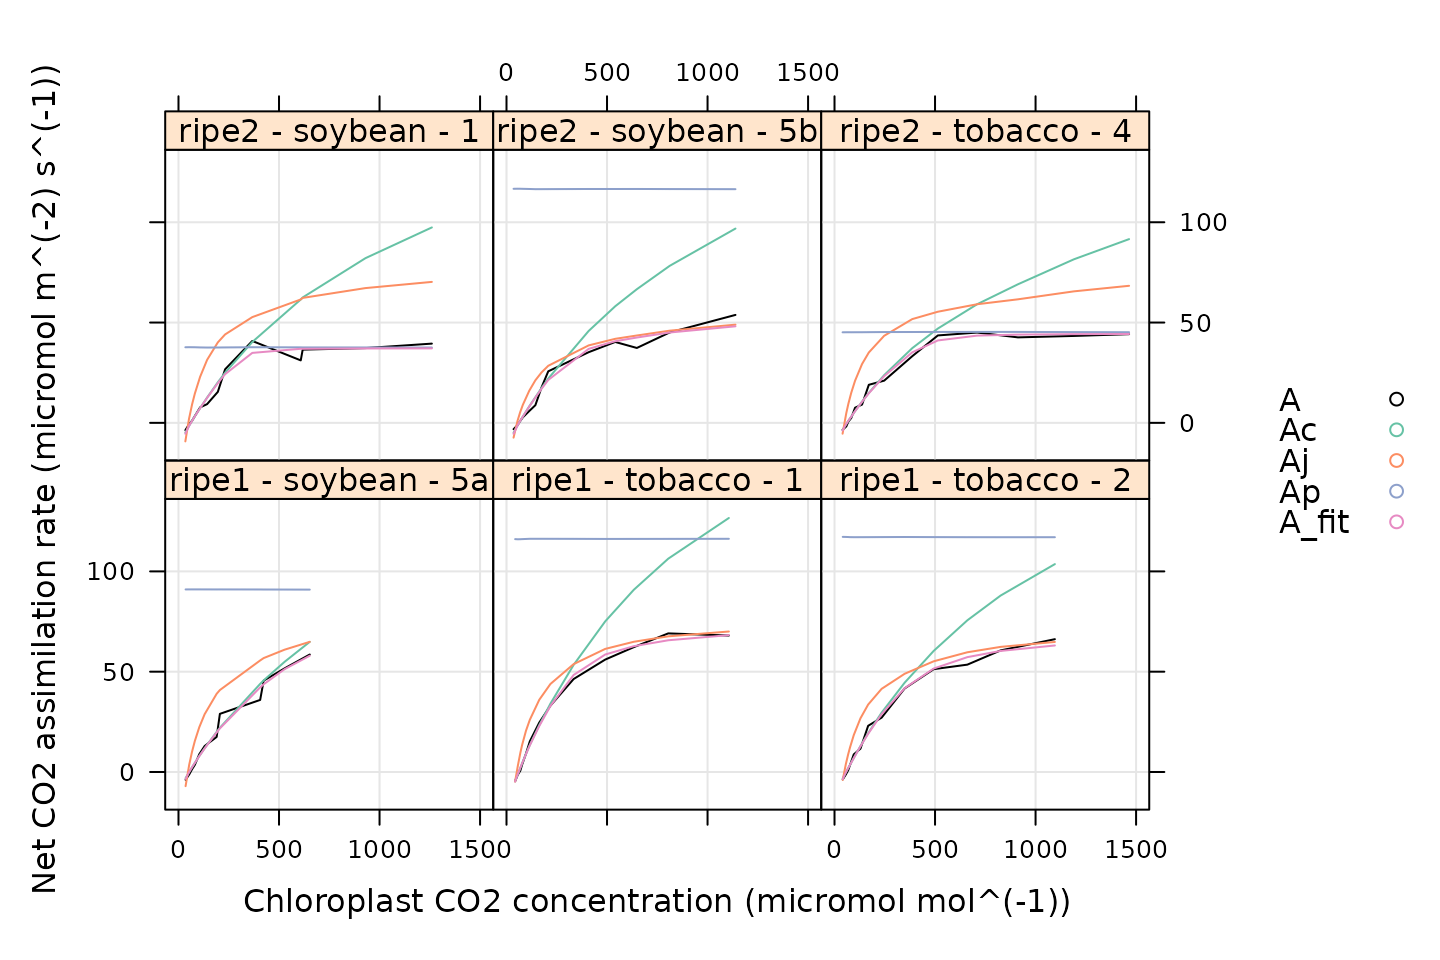 Net CO2 assimilation rate (micromol m^(-2) s^(-1))
0 500 1000 1500
ripe2 - soybean - 1
ripe2 - soybean - 5b
ripe2 - tobacco - 4
100
50
0
ripe1 - soybean - 5a
ripe1 - tobacco - 1
ripe1 - tobacco - 2
100
50
0
0 500 1000 1500
0 500 1000 1500
Chloroplast CO2 concentration (micromol mol^(-1))
A
Ac
Aj
Ap
A_fit